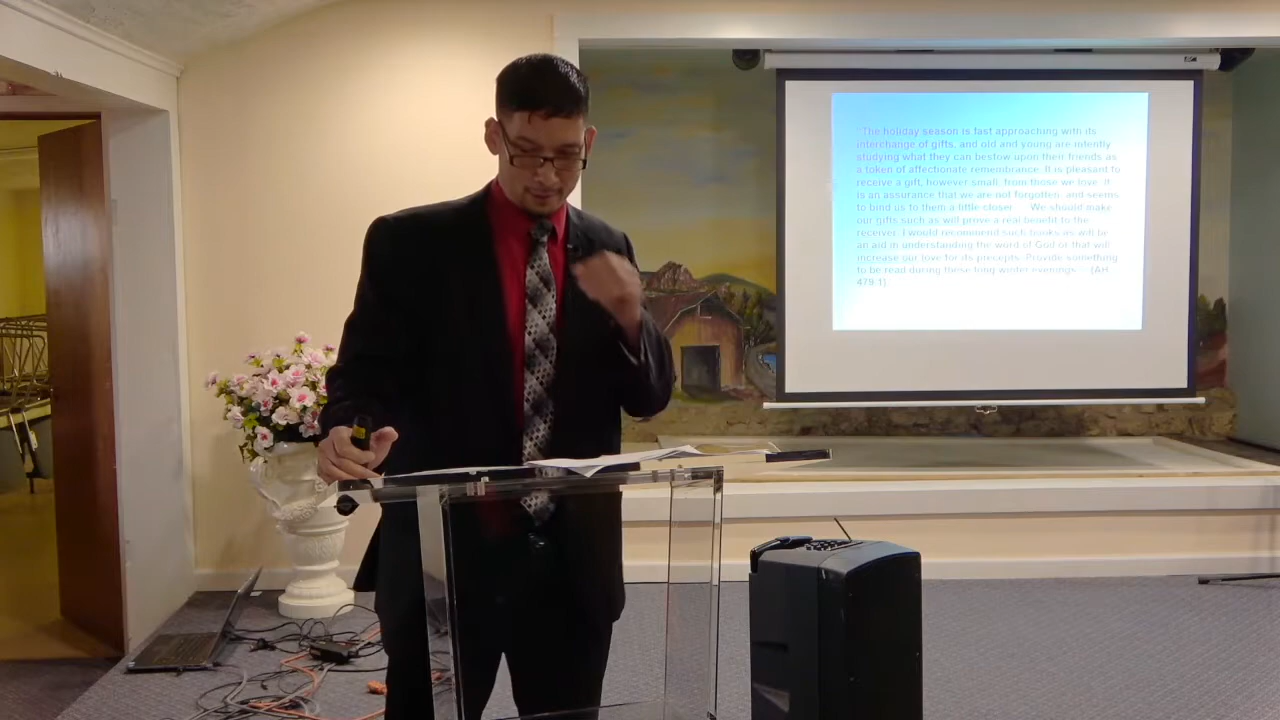 "The holiday season is fast approaching with its
interchange of gifts, and old and young are intently
studying what they can bestow upon their friends as
a token of affectionate remembrance. It is pleasant to
receive a gift, however small, from those we love. It
is an assurance that we are not forgotten, and seems
to bind us to them a little closer. ... We should make
our gifts such as will prove a real benefit to the
receiver. I would recommend such books as will be
an aid in understanding the word of God or that will
increase our love for its precepts. Provide something
to be read during these long winter evenings." {AH
479.1}